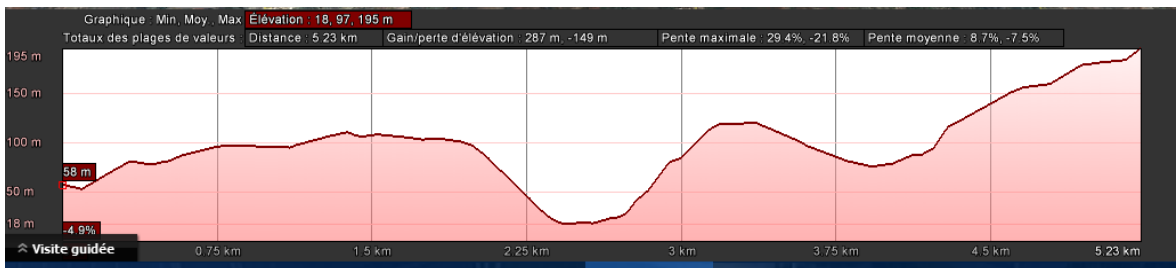 Graphique : Min, Moy., Max Élévation : 18, 97, 195 m
Totaux des plages de valeurs : Distance : 5.23 km Gain/perte d'élévation : 287 m, -149 m Pente maximale : 29.4%, -21.8% Pente moyenne : 8.7%, -7.5%
195 m
150 m
100 m
58 m
50 m
18 m
-4.9%
Visite guidée
0.75 km 1.5 km 2.25 km 3 km 3.75 km 4.5 km 5.23 km